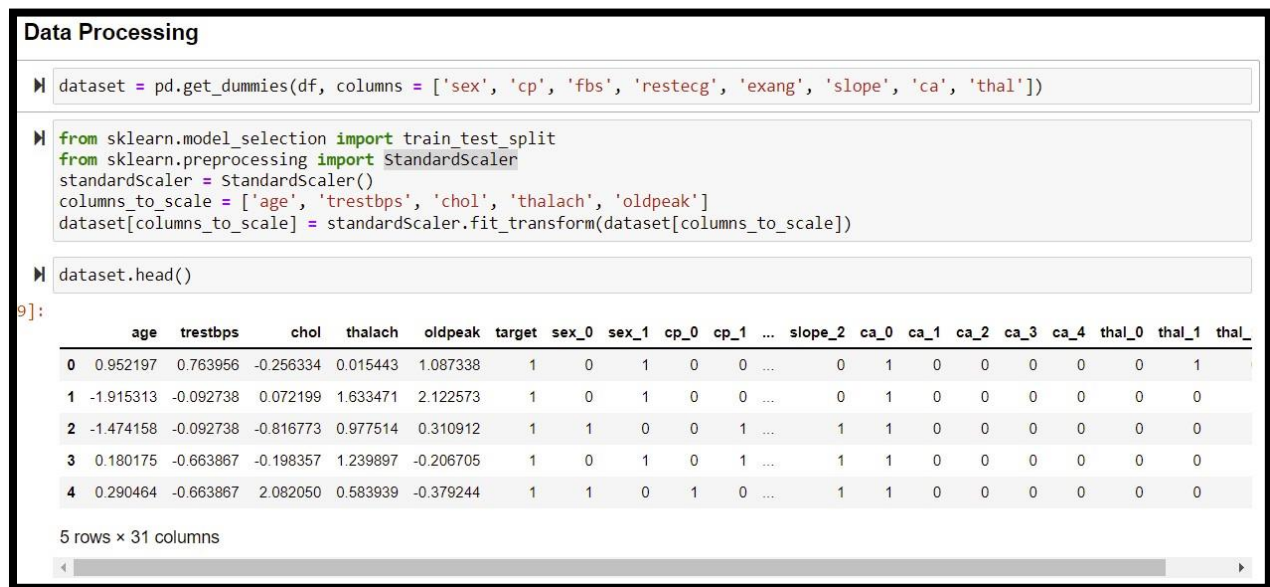 Data Processing
dataset = pd.get_dummies(df, columns = ['sex', 'cp', 'fbs', 'restecg', 'exang', 'slope', 'ca', 'thal'])
from sklearn.model_selection import train_test_split
from sklearn.preprocessing import StandardScaler
standardScaler = StandardScaler()
columns_to_scale = ['age', 'trestbps', 'chol', 'thalach', 'oldpeak']
dataset[columns_to_scale] = standardScaler.fit_transform(dataset[columns_to_scale])
dataset.head()
9]:
age trestbps chol thalach oldpeak target sex_0 sex_1 cp_0 cp_1 ... slope_2 ca_0 ca_1 ca_2 ca_3 ca_4 thal_0 thal_1 thal_
0 0.952197 0.763956 -0.256334 0.015443 1.087338 1 0 1 0 0 ... 0 1 0 0 0 0 0 1
1 -1.915313 -0.092738 0.072199 1.633471 2.122573 1 0 1 0 0 ... 0 1 0 0 0 0 0 0
2 -1.474158 -0.092738 -0.816773 0.977514 0.310912 1 1 0 0 1 ... 1 1 0 0 0 0 0 0
3 0.180175 -0.663867 -0.198357 1.239897 -0.206705 1 0 1 0 1 ... 1 1 0 0 0 0 0 0
4 0.290464 -0.663867 2.082050 0.583939 -0.379244 1 1 0 1 0 ... 1 1 0 0 0 0 0 0
5 rows × 31 columns